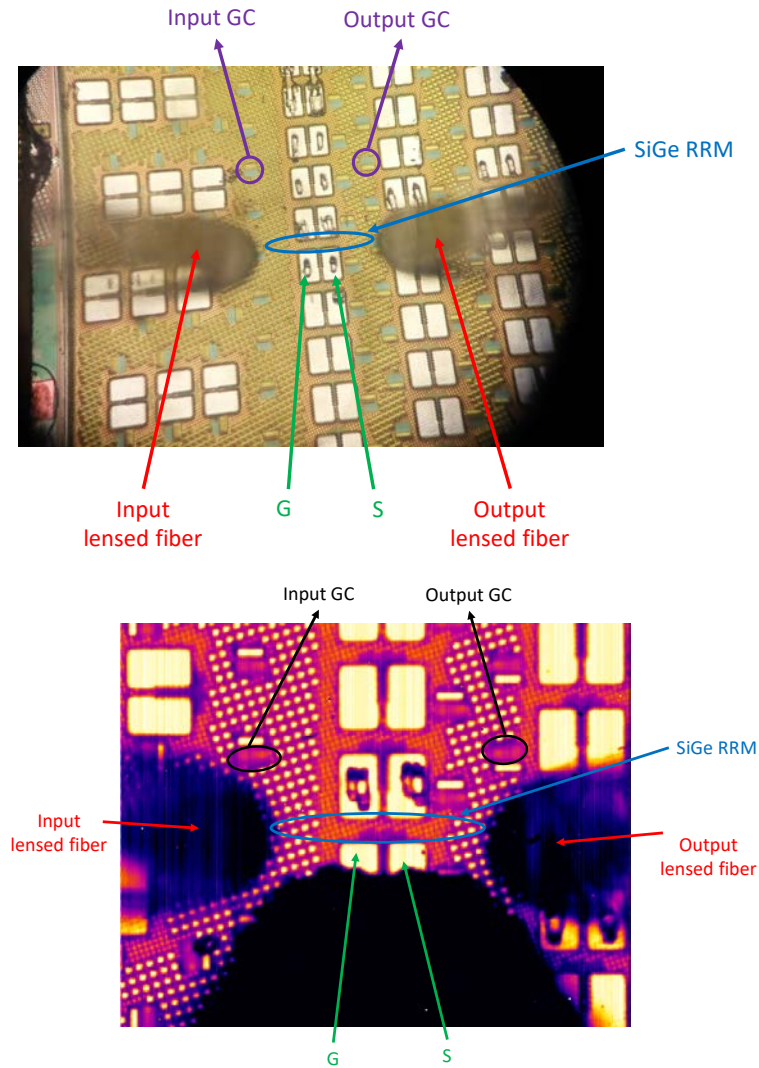 Input GC
Output GC
SiGe RRM
Input
lensed fiber
G
S
Output
lensed fiber
Input GC
Output GC
SiGe RRM
Input
lensed fiber
Output
lensed fiber
G
S